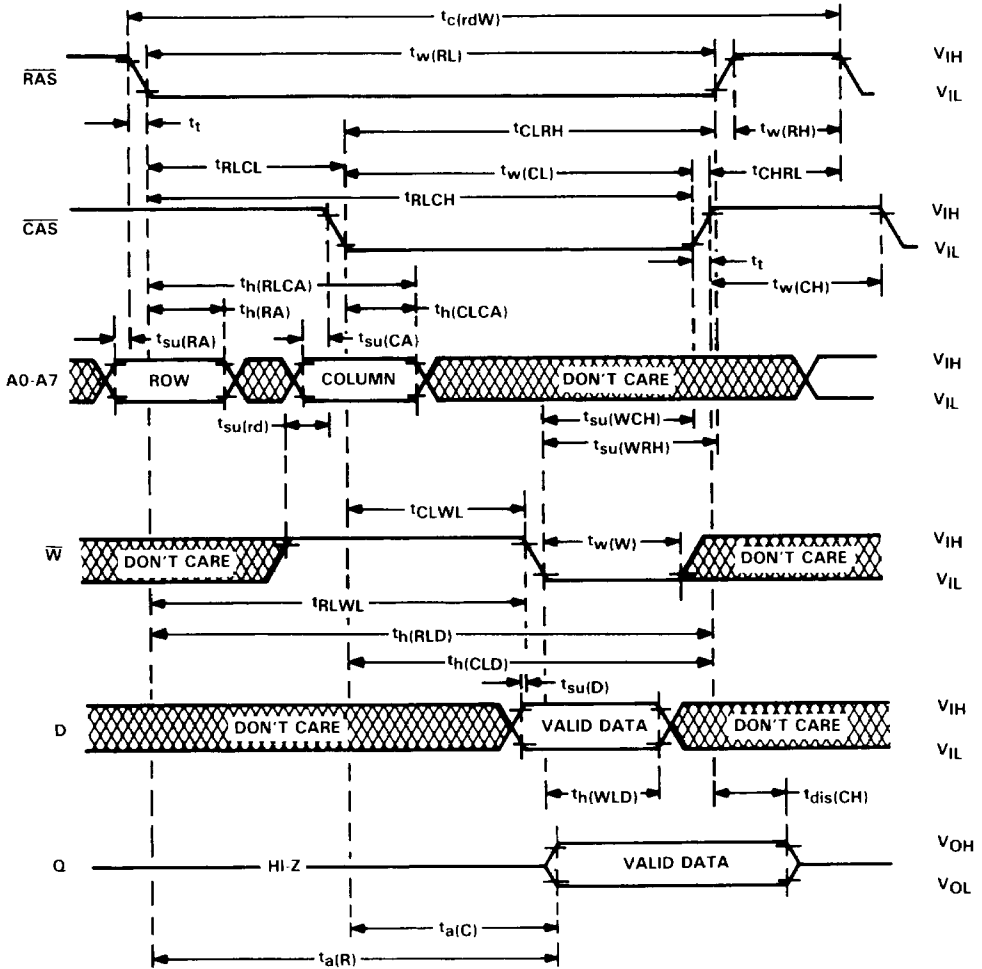 tc(rdW)
tw(RL)
RAS
VIH
VIL
tt
tCLRH
tw(RH)
tRLCL
tw(CL)
tCHRL
tRLCH
CAS
VIH
VIL
tt
th(RLCA)
tw(CH)
th(RA)
th(CLCA)
tsu(RA)
tsu(CA)
A0-A7
ROW
COLUMN
DON'T CARE
VIH
VIL
tsu(rd)
tsu(WCH)
tsu(WRH)
tCLWL
W
DON'T CARE
tw(W)
DON'T CARE
VIH
VIL
tRLWL
th(RLD)
th(CLD)
tsu(D)
D
DON'T CARE
VALID DATA
DON'T CARE
VIH
VIL
th(WLD)
tdis(CH)
Q
HI-Z
VALID DATA
VOH
VOL
ta(C)
ta(R)